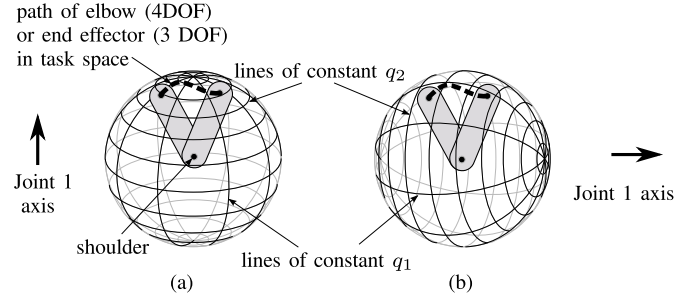 path of elbow (4DOF)
or end effector (3 DOF)
in task space
lines of constant q₂
Joint 1
axis
Joint 1 axis
shoulder
lines of constant q₁
(a)
(b)